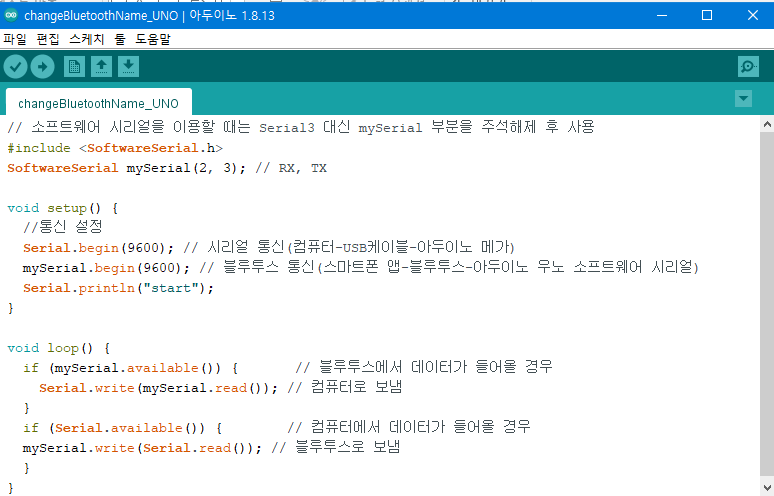 changeBluetoothName_UNO | 아두이노 1.8.13
파일 편집 스케치 툴 도움말
changeBluetoothName_UNO
// 소프트웨어 시리얼을 이용할 때는 Serial3 대신 mySerial 부분을 주석해제 후 사용
#include <SoftwareSerial.h>
SoftwareSerial mySerial(2, 3); // RX, TX
void setup() {
//통신 설정
Serial.begin(9600); // 시리얼 통신(컴퓨터-USB케이블-아두이노 메가)
mySerial.begin(9600); // 블루투스 통신(스마트폰 앱-블루투스-아두이노 우노 소프트웨어 시리얼)
Serial.println("start");
}
void loop() {
if (mySerial.available()) { // 블루투스에서 데이터가 들어올 경우
Serial.write(mySerial.read()); // 컴퓨터로 보냄
}
if (Serial.available()) { // 컴퓨터에서 데이터가 들어올 경우
mySerial.write(Serial.read()); // 블루투스로 보냄
}
}